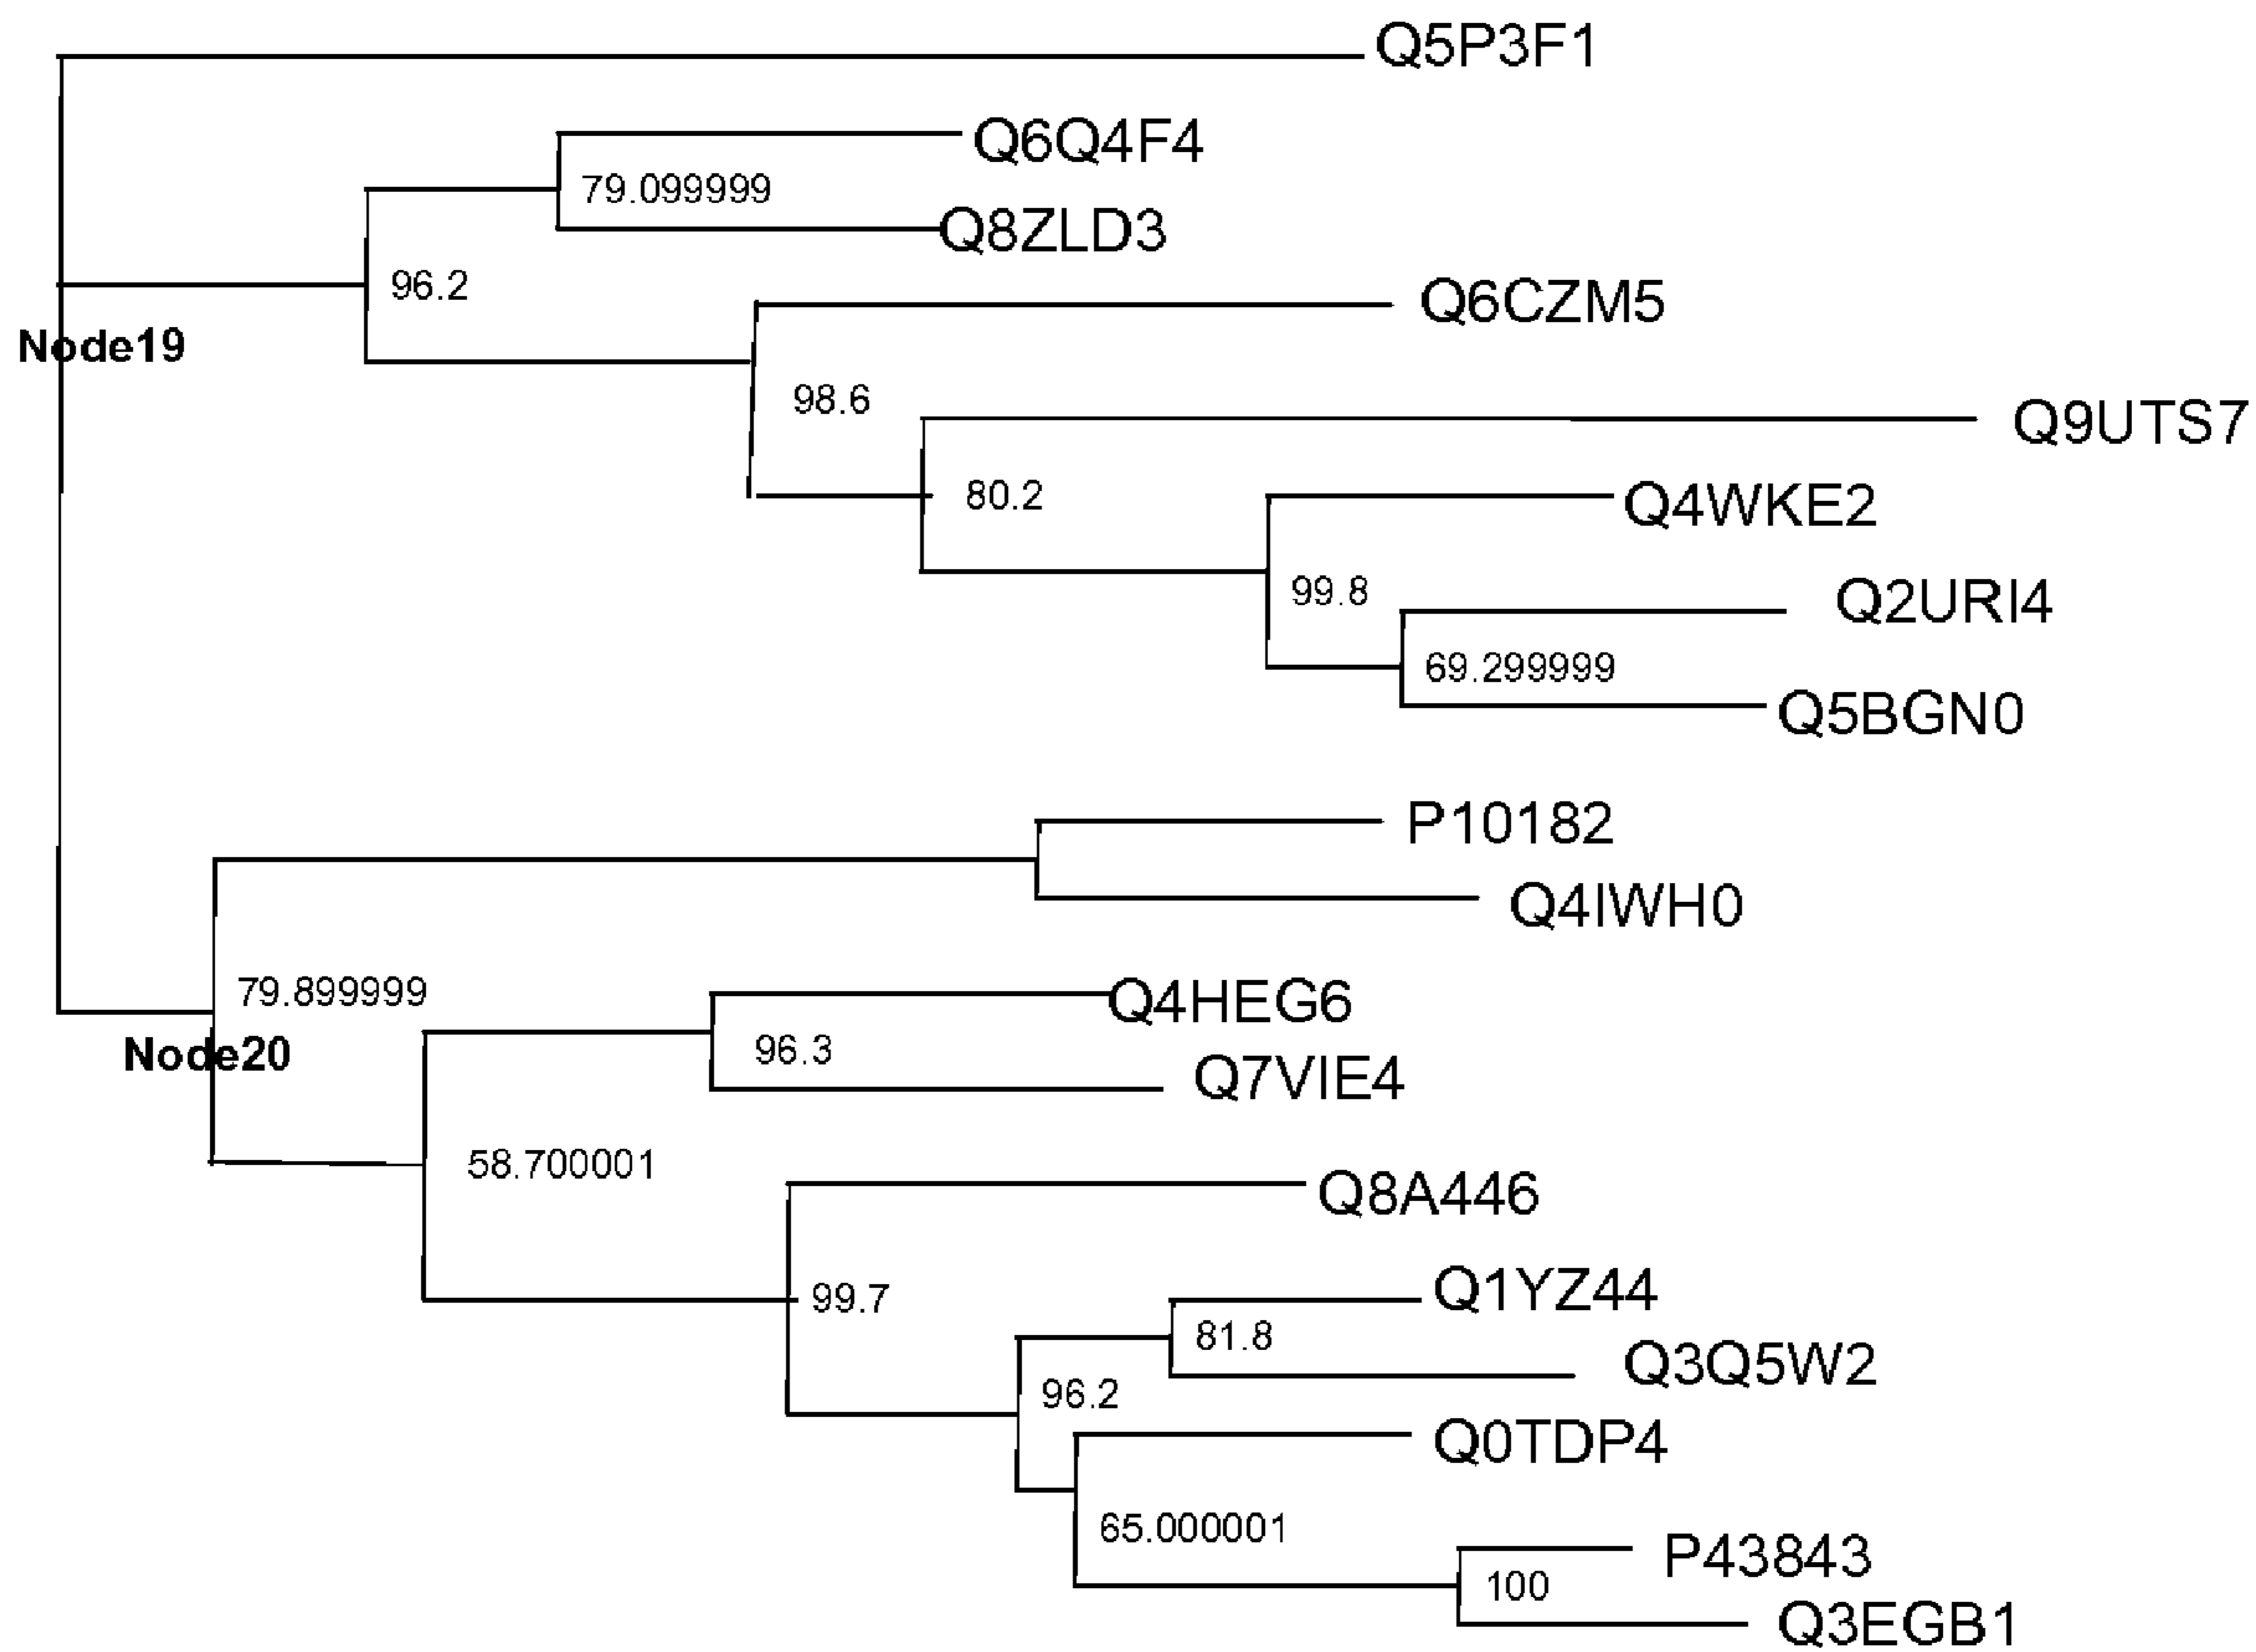 Q5P3F1
Q6Q4F4
79.099999
Q8ZLD3
96.2
Q6CZM5
Node19
98.6
Q9UTS7
80.2
Q4WKE2
99.8
Q2URI4
69.299999
Q5BGN0
P10182
Q4IWH0
79.899999
Q4HEG6
Node20
96.3
Q7VIE4
58.700001
Q8A446
99.7
Q1YZ44
81.8
Q3Q5W2
96.2
Q0TDP4
65.000001
P43843
100
Q3EGB1